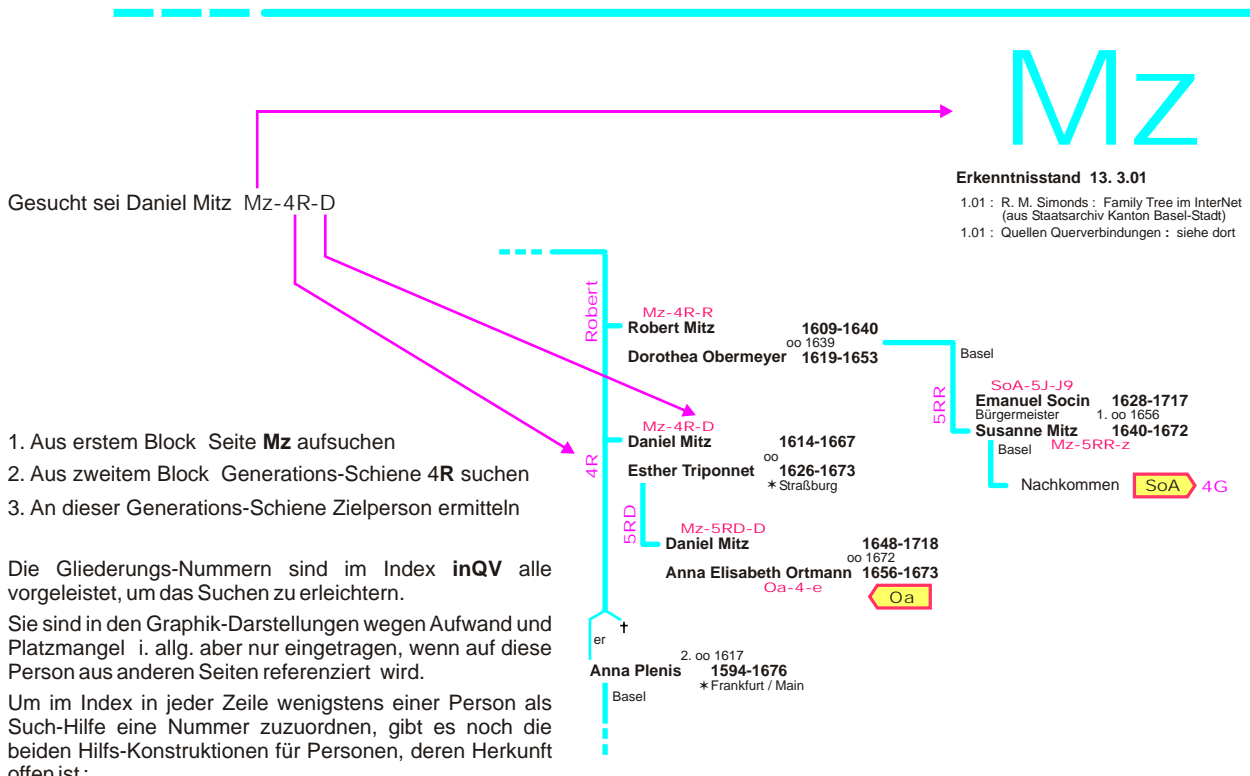 Mz
Erkenntnisstand 13. 3.01
1.01 : R. M. Simonds : Family Tree im InterNet
(aus Staatsarchiv Kanton Basel-Stadt)
1.01 : Quellen Querverbindungen : siehe dort
Gesucht sei Daniel Mitz Mz-4R-D
Robert
Mz-4R-R
Robert Mitz 1609-1640
oo 1639
Dorothea Obermeyer 1619-1653
Basel
5RR
SoA-5J-J9
Emanuel Socin 1628-1717
Bürgermeister 1. oo 1656
Susanne Mitz 1640-1672
Mz-5RR-z
Basel
Nachkommen SoA 4G
4R
Mz-4R-D
Daniel Mitz 1614-1667
oo
Esther Triponnet 1626-1673
∗ Straßburg
5RD
Mz-5RD-D
Daniel Mitz 1648-1718
oo 1672
Anna Elisabeth Ortmann 1656-1673
Oa-4-e
Oa
er †
2. oo 1617
Anna Plenis 1594-1676
∗ Frankfurt / Main
Basel
1. Aus erstem Block Seite Mz aufsuchen
2. Aus zweitem Block Generations-Schiene 4R suchen
3. An dieser Generations-Schiene Zielperson ermitteln
Die Gliederungs-Nummern sind im Index inQV alle
vorgeleistet, um das Suchen zu erleichtern.
Sie sind in den Graphik-Darstellungen wegen Aufwand und
Platzmangel i. allg. aber nur eingetragen, wenn auf diese
Person aus anderen Seiten referenziert wird.
Um im Index in jeder Zeile wenigstens einer Person als
Such-Hilfe eine Nummer zuzuordnen, gibt es noch die
beiden Hilfs-Konstruktionen für Personen, deren Herkunft
offen ist :